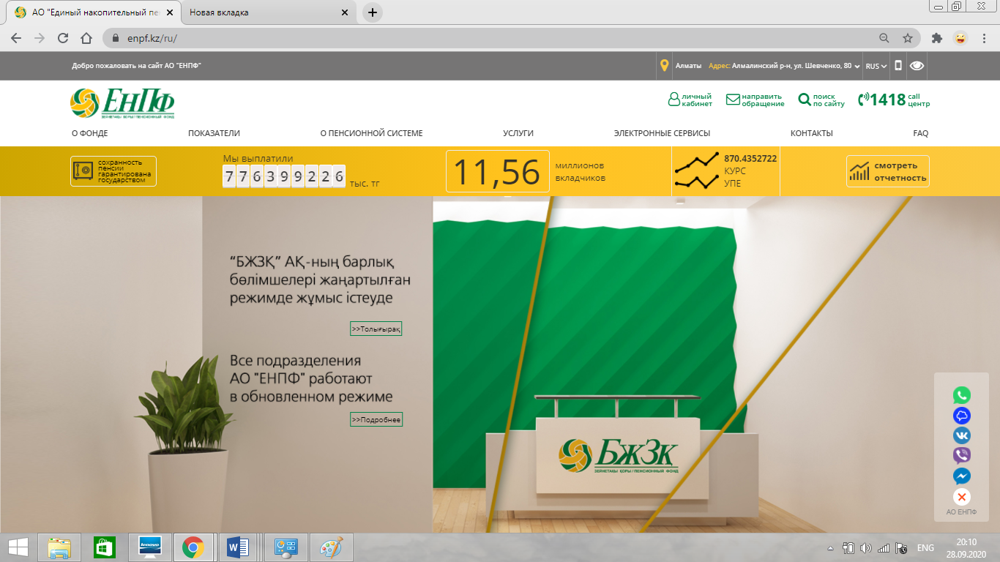 АО "Единый накопительный пе
Новая вкладка
enpf.kz/ru/
Добро пожаловать на сайт АО "ЕНПФ"
Алматы
Адрес: Алмалинский р-н, ул. Шевченко, 80
RUS
ЕНПФ
ЗЕЙНЕТАҚЫ ҚОРЫ/ПЕНСИОННЫЙ ФОНД
личный
кабинет
направить
обращение
поиск
по сайту
1418
call
центр
О ФОНДЕ
ПОКАЗАТЕЛИ
О ПЕНСИОННОЙ СИСТЕМЕ
УСЛУГИ
ЭЛЕКТРОННЫЕ СЕРВИСЫ
КОНТАКТЫ
FAQ
сохранность
пенсии
гарантирована
государством
Мы выплатили
776399226 тыс. тг
11,56
миллионов
вкладчиков
870.4352722
КУРС
УПЕ
смотреть
отчетность
“БЖЗҚ” АҚ-ның барлық
бөлімшелері жаңартылған
режимде жұмыс істеуде
>>Толығырақ
Все подразделения
АО "ЕНПФ" работают
в обновленном режиме
>>Подробнее
БЖЗҚ
ЗЕЙНЕТАҚЫ ҚОРЫ/ПЕНСИОННЫЙ ФОНД
АО ЕНПФ
lenovo
ENG
20:10
28.09.2020